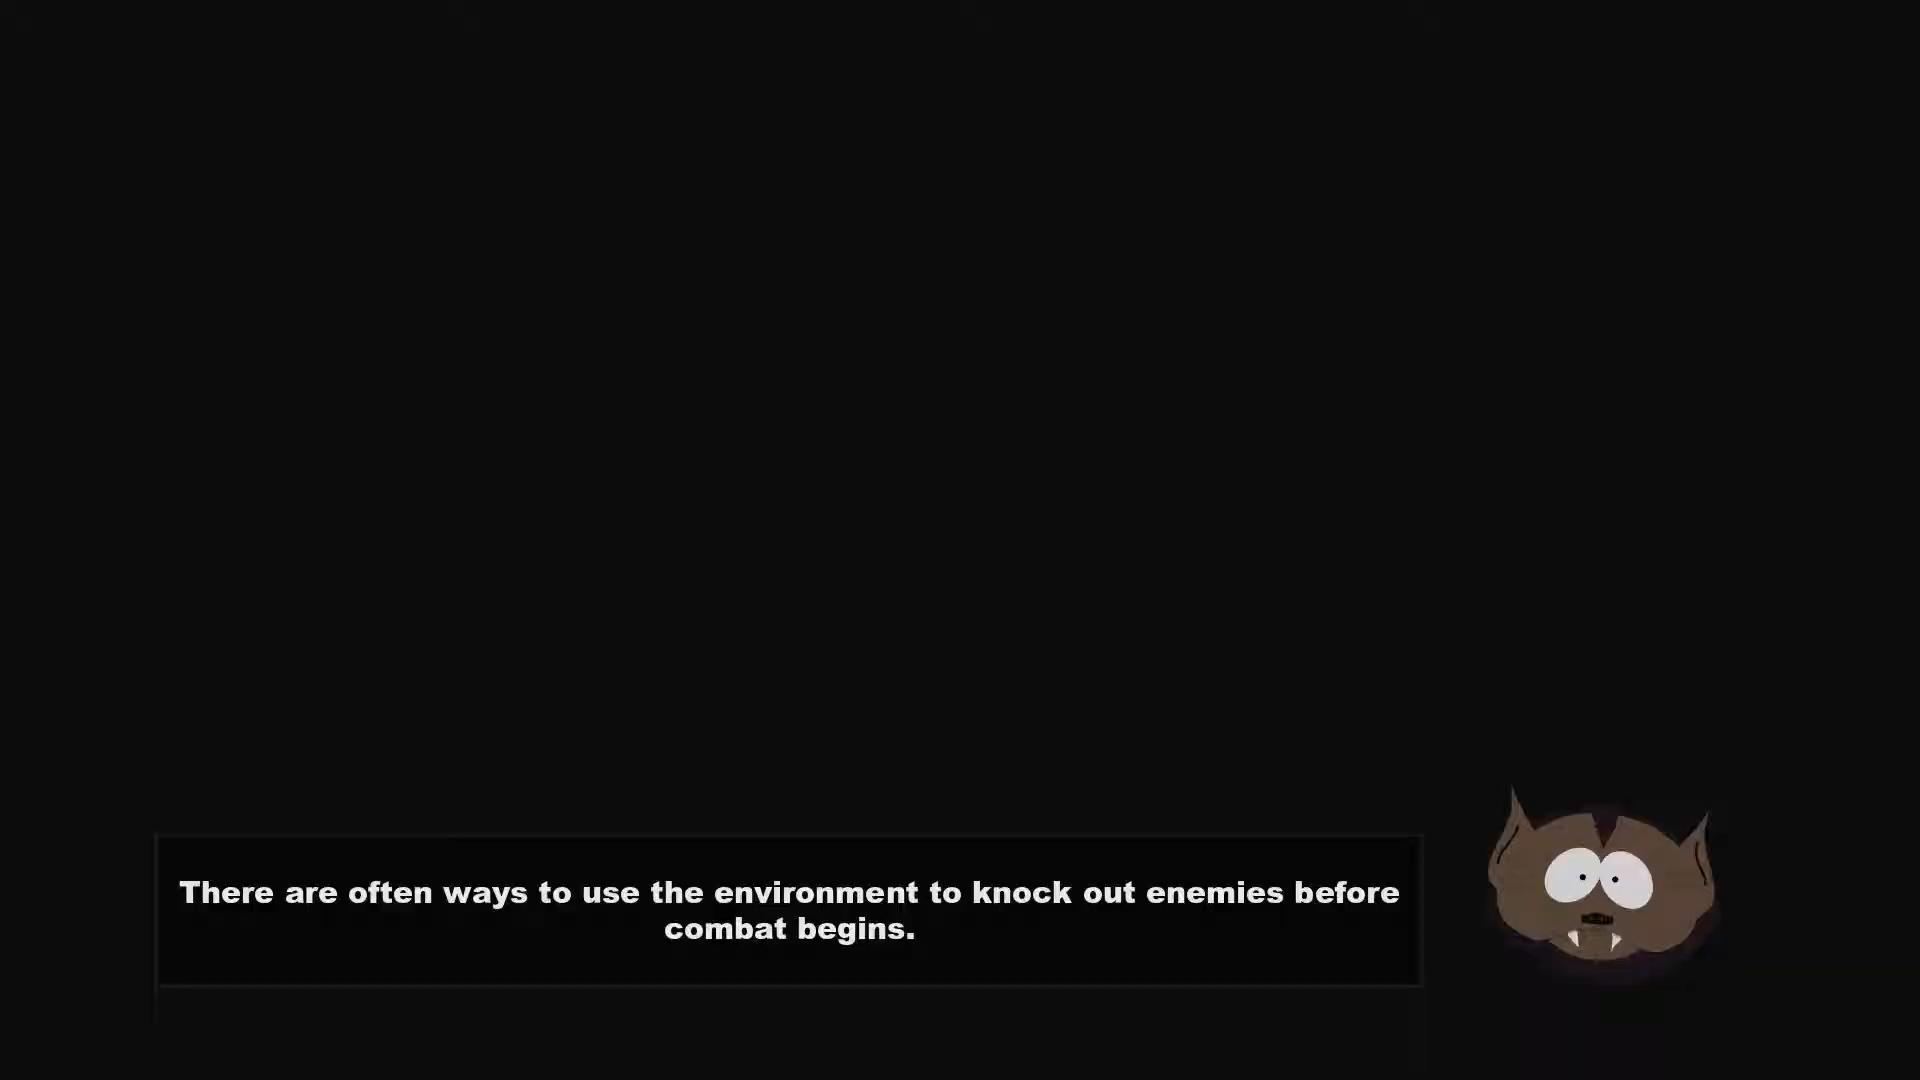 There are often ways to use the environment to knock out enemies before
combat begins.